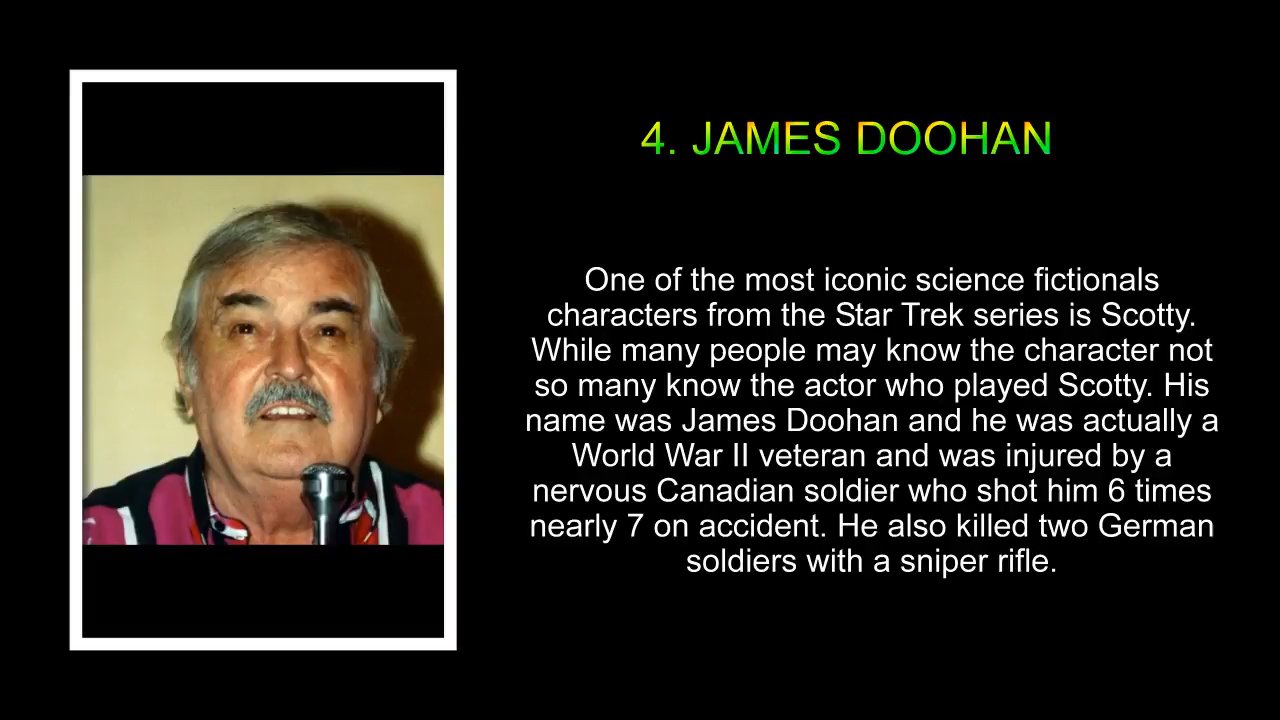 4. JAMES DOOHAN
One of the most iconic science fictionals
characters from the Star Trek series is Scotty.
While many people may know the character not
so many know the actor who played Scotty. His
name was James Doohan and he was actually a
World War II veteran and was injured by a
nervous Canadian soldier who shot him 6 times
nearly 7 on accident. He also killed two German
soldiers with a sniper rifle.